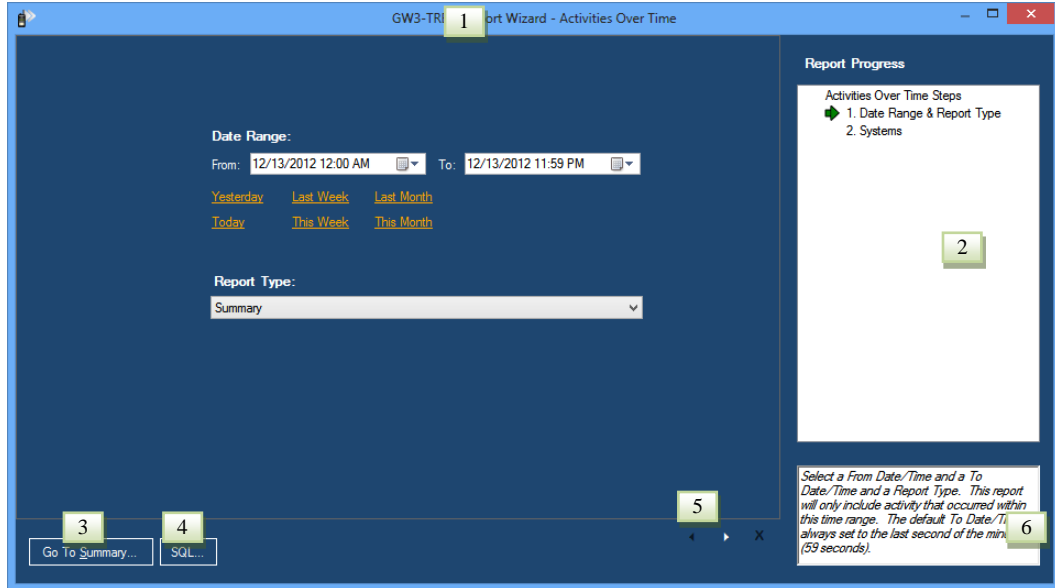 GW3-TRE 1 ort Wizard - Activities Over Time
Report Progress
Activities Over Time Steps
1. Date Range & Report Type
2. Systems
Date Range:
From: 12/13/2012 12:00 AM To: 12/13/2012 11:59 PM
Yesterday Last Week Last Month
Today This Week This Month
2
Report Type:
Summary
Select a From Date/Time and a To
Date/Time and a Report Type. This report
will only include activity that occurred within
this time range. The default To Date/
always set to the last second of the
(59 seconds).
3 4 5 6
Go To Summary... SQL... X